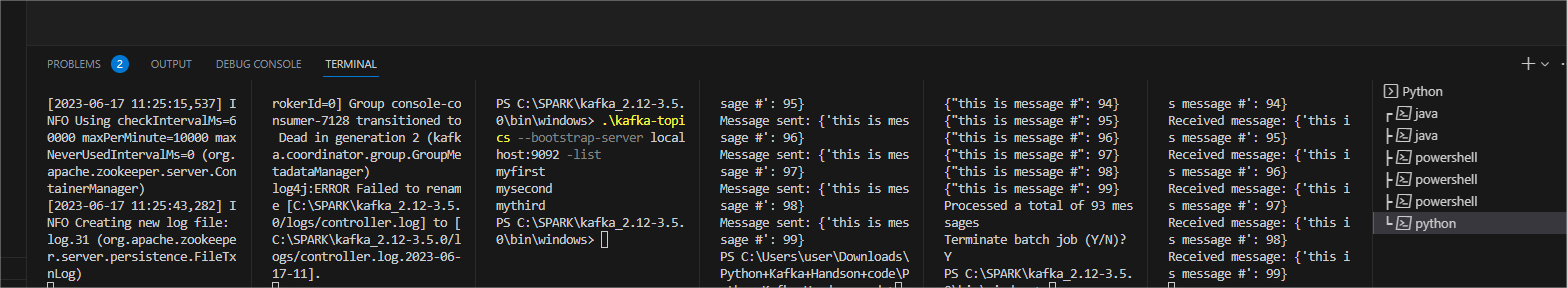 PROBLEMS 2 OUTPUT DEBUG CONSOLE TERMINAL
[2023-06-17 11:25:15,537] I
NFO Using checkIntervalMs=6
0000 maxPerMinute=10000 max
NeverUsedIntervalMs=0 (org.
apache.zookeeper.server.Con
tainerManager)
[2023-06-17 11:25:43,282] I
NFO Creating new log file:
log.31 (org.apache.zookeepe
r.server.persistence.FileTx
nLog)
rokerId=0] Group console-co
nsumer-7128 transitioned to
Dead in generation 2 (kafk
a.coordinator.group.GroupMe
tadataManager)
log4j:ERROR Failed to renam
e [C:\SPARK\kafka_2.12-3.5.
0/logs/controller.log] to [
C:\SPARK\kafka_2.12-3.5.0/l
ogs/controller.log.2023-06-
17-11].
PS C:\SPARK\kafka_2.12-3.5.
0\bin\windows> .\kafka-topi
cs --bootstrap-server local
host:9092 -list
myfirst
mysecond
mythird
PS C:\SPARK\kafka_2.12-3.5.
0\bin\windows>
sage #': 95}
Message sent: {'this is mes
sage #': 96}
Message sent: {'this is mes
sage #': 97}
Message sent: {'this is mes
sage #': 98}
Message sent: {'this is mes
sage #': 99}
PS C:\Users\user\Downloads\
Python+Kafka+Handson+code\P
{"this is message #": 94}
{"this is message #": 95}
{"this is message #": 96}
{"this is message #": 97}
{"this is message #": 98}
{"this is message #": 99}
Processed a total of 93 mes
sages
Terminate batch job (Y/N)?
Y
PS C:\SPARK\kafka_2.12-3.5.
s message #': 94}
Received message: {'this i
s message #': 95}
Received message: {'this i
s message #': 96}
Received message: {'this i
s message #': 97}
Received message: {'this i
s message #': 98}
Received message: {'this i
s message #': 99}
Python
java
java
powershell
powershell
powershell
python